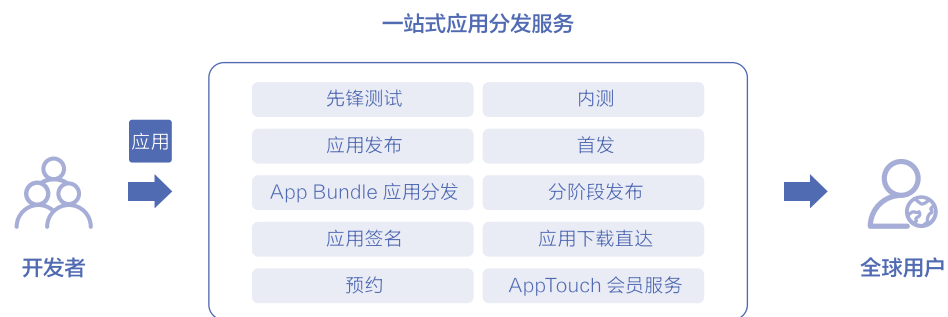 一站式应用分发服务
先锋测试
内测
应用
应用发布
首发
App Bundle 应用分发
分阶段发布
应用签名
应用下载直达
开发者
全球用户
预约
AppTouch 会员服务